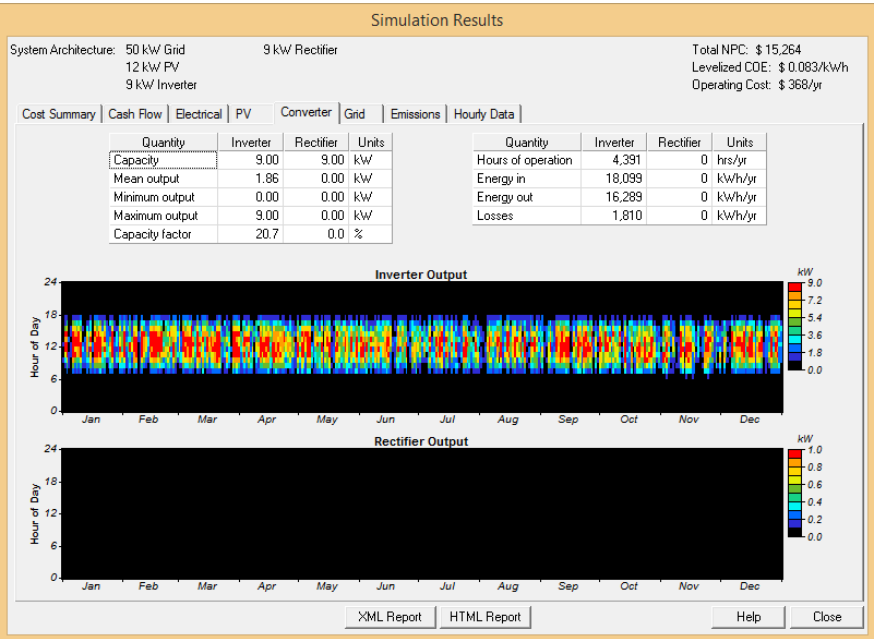 Simulation Results
System Architecture: 50 kW Grid 9 kW Rectifier Total NPC: $ 15,264
12 kW PV Levelized COE: $ 0.083/kWh
9 kW Inverter Operating Cost: $ 368/yr
Cost Summary Cash Flow Electrical PV Converter Grid Emissions Hourly Data
Quantity Inverter Rectifier Units
Capacity 9.00 9.00 kW
Mean output 1.86 0.00 kW
Minimum output 0.00 0.00 kW
Maximum output 9.00 0.00 kW
Capacity factor 20.7 0.0 %
Quantity Inverter Rectifier Units
Hours of operation 4,391 0 hrs/yr
Energy in 18,099 0 kWh/yr
Energy out 16,289 0 kWh/yr
Losses 1,810 0 kWh/yr
Inverter Output
Hour of Day
24
18
12
6
0
Jan Feb Mar Apr May Jun Jul Aug Sep Oct Nov Dec
kW
9.0
7.2
5.4
3.6
1.8
0.0
Rectifier Output
Hour of Day
24
18
12
6
0
Jan Feb Mar Apr May Jun Jul Aug Sep Oct Nov Dec
kW
1.0
0.8
0.6
0.4
0.2
0.0
XML Report HTML Report Help Close